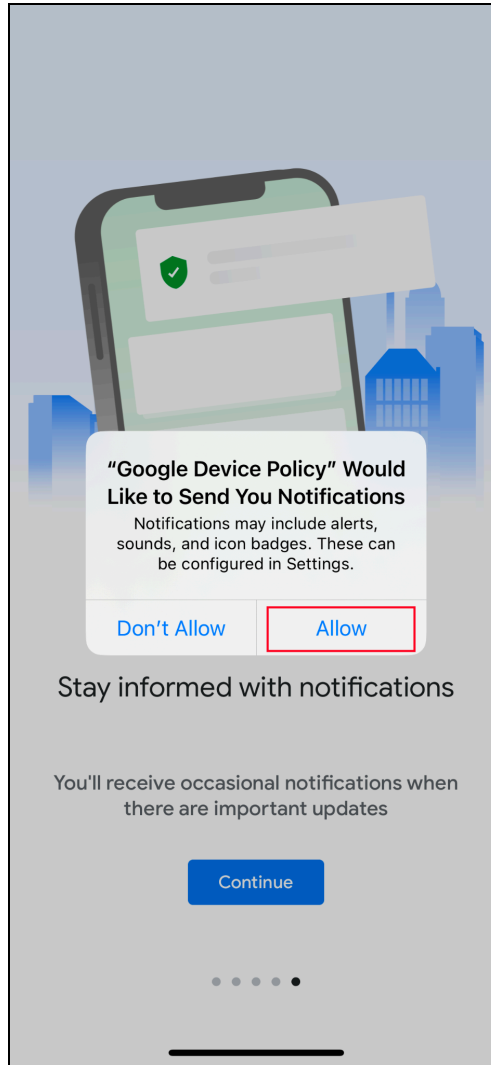 “Google Device Policy” Would
Like to Send You Notifications
Notifications may include alerts,
sounds, and icon badges. These can
be configured in Settings.
Don’t Allow
Allow
Stay informed with notifications
You'll receive occasional notifications when
there are important updates
Continue